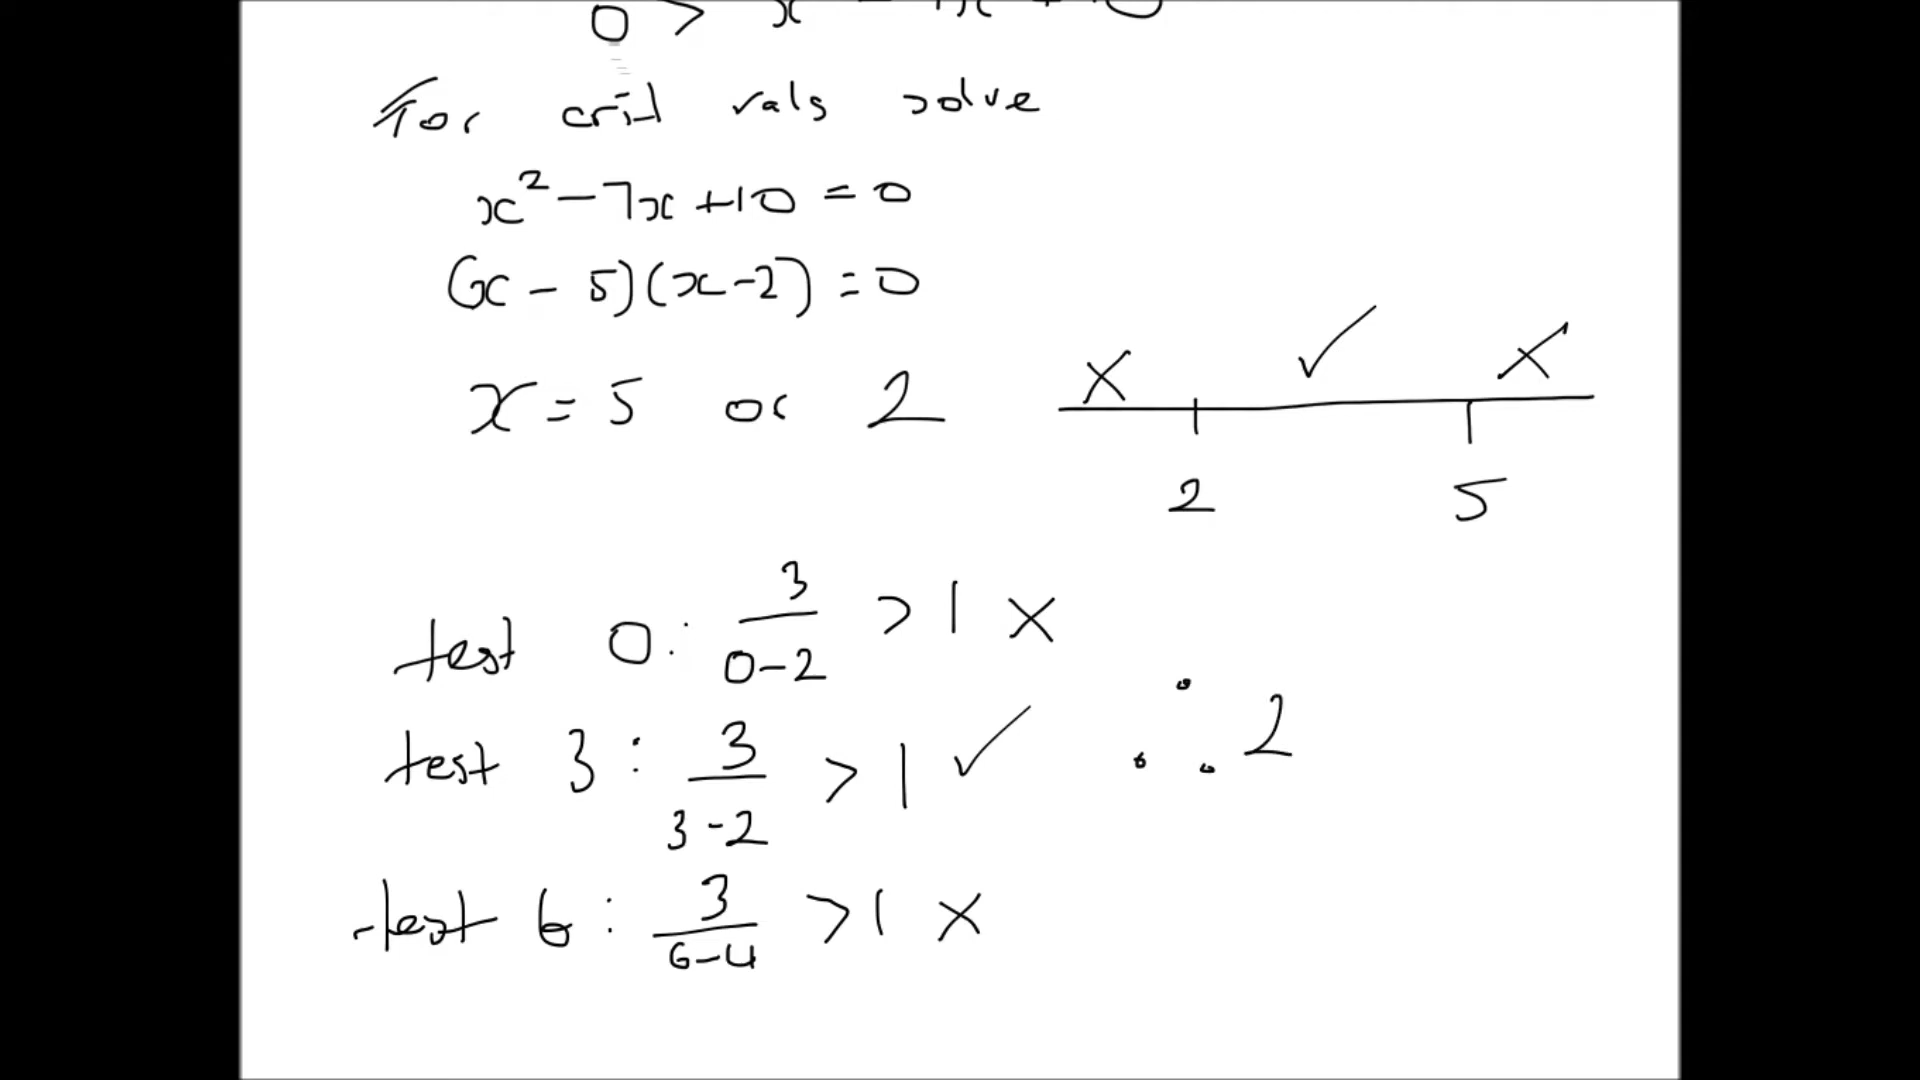 0 > x
For crit vals solve
x² - 7x + 10 = 0
(x - 5)(x - 2) = 0
x = 5 or 2
X ✓ X
2 5
test 0: 3/(0-2) > 1 X
test 3: 3/(3-2) > 1 ✓
∴ 2
test 6: 3/(6-4) > 1 X